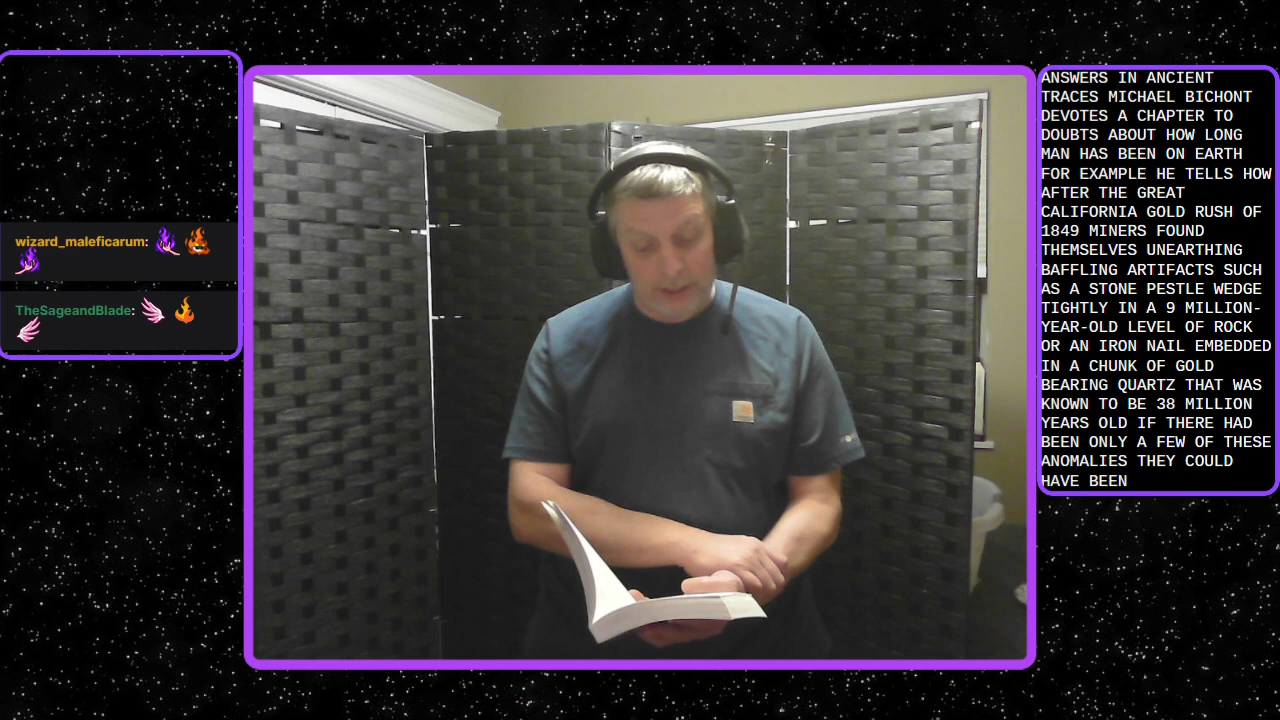 wizard_maleficarum:
TheSageandBlade:
ANSWERS IN ANCIENT
TRACES MICHAEL BICHONT
DEVOTES A CHAPTER TO
DOUBTS ABOUT HOW LONG
MAN HAS BEEN ON EARTH
FOR EXAMPLE HE TELLS HOW
AFTER THE GREAT
CALIFORNIA GOLD RUSH OF
1849 MINERS FOUND
THEMSELVES UNEARTHING
BAFFLING ARTIFACTS SUCH
AS A STONE PESTLE WEDGE
TIGHTLY IN A 9 MILLION-
YEAR-OLD LEVEL OF ROCK
OR AN IRON NAIL EMBEDDED
IN A CHUNK OF GOLD
BEARING QUARTZ THAT WAS
KNOWN TO BE 38 MILLION
YEARS OLD IF THERE HAD
BEEN ONLY A FEW OF THESE
ANOMALIES THEY COULD
HAVE BEEN